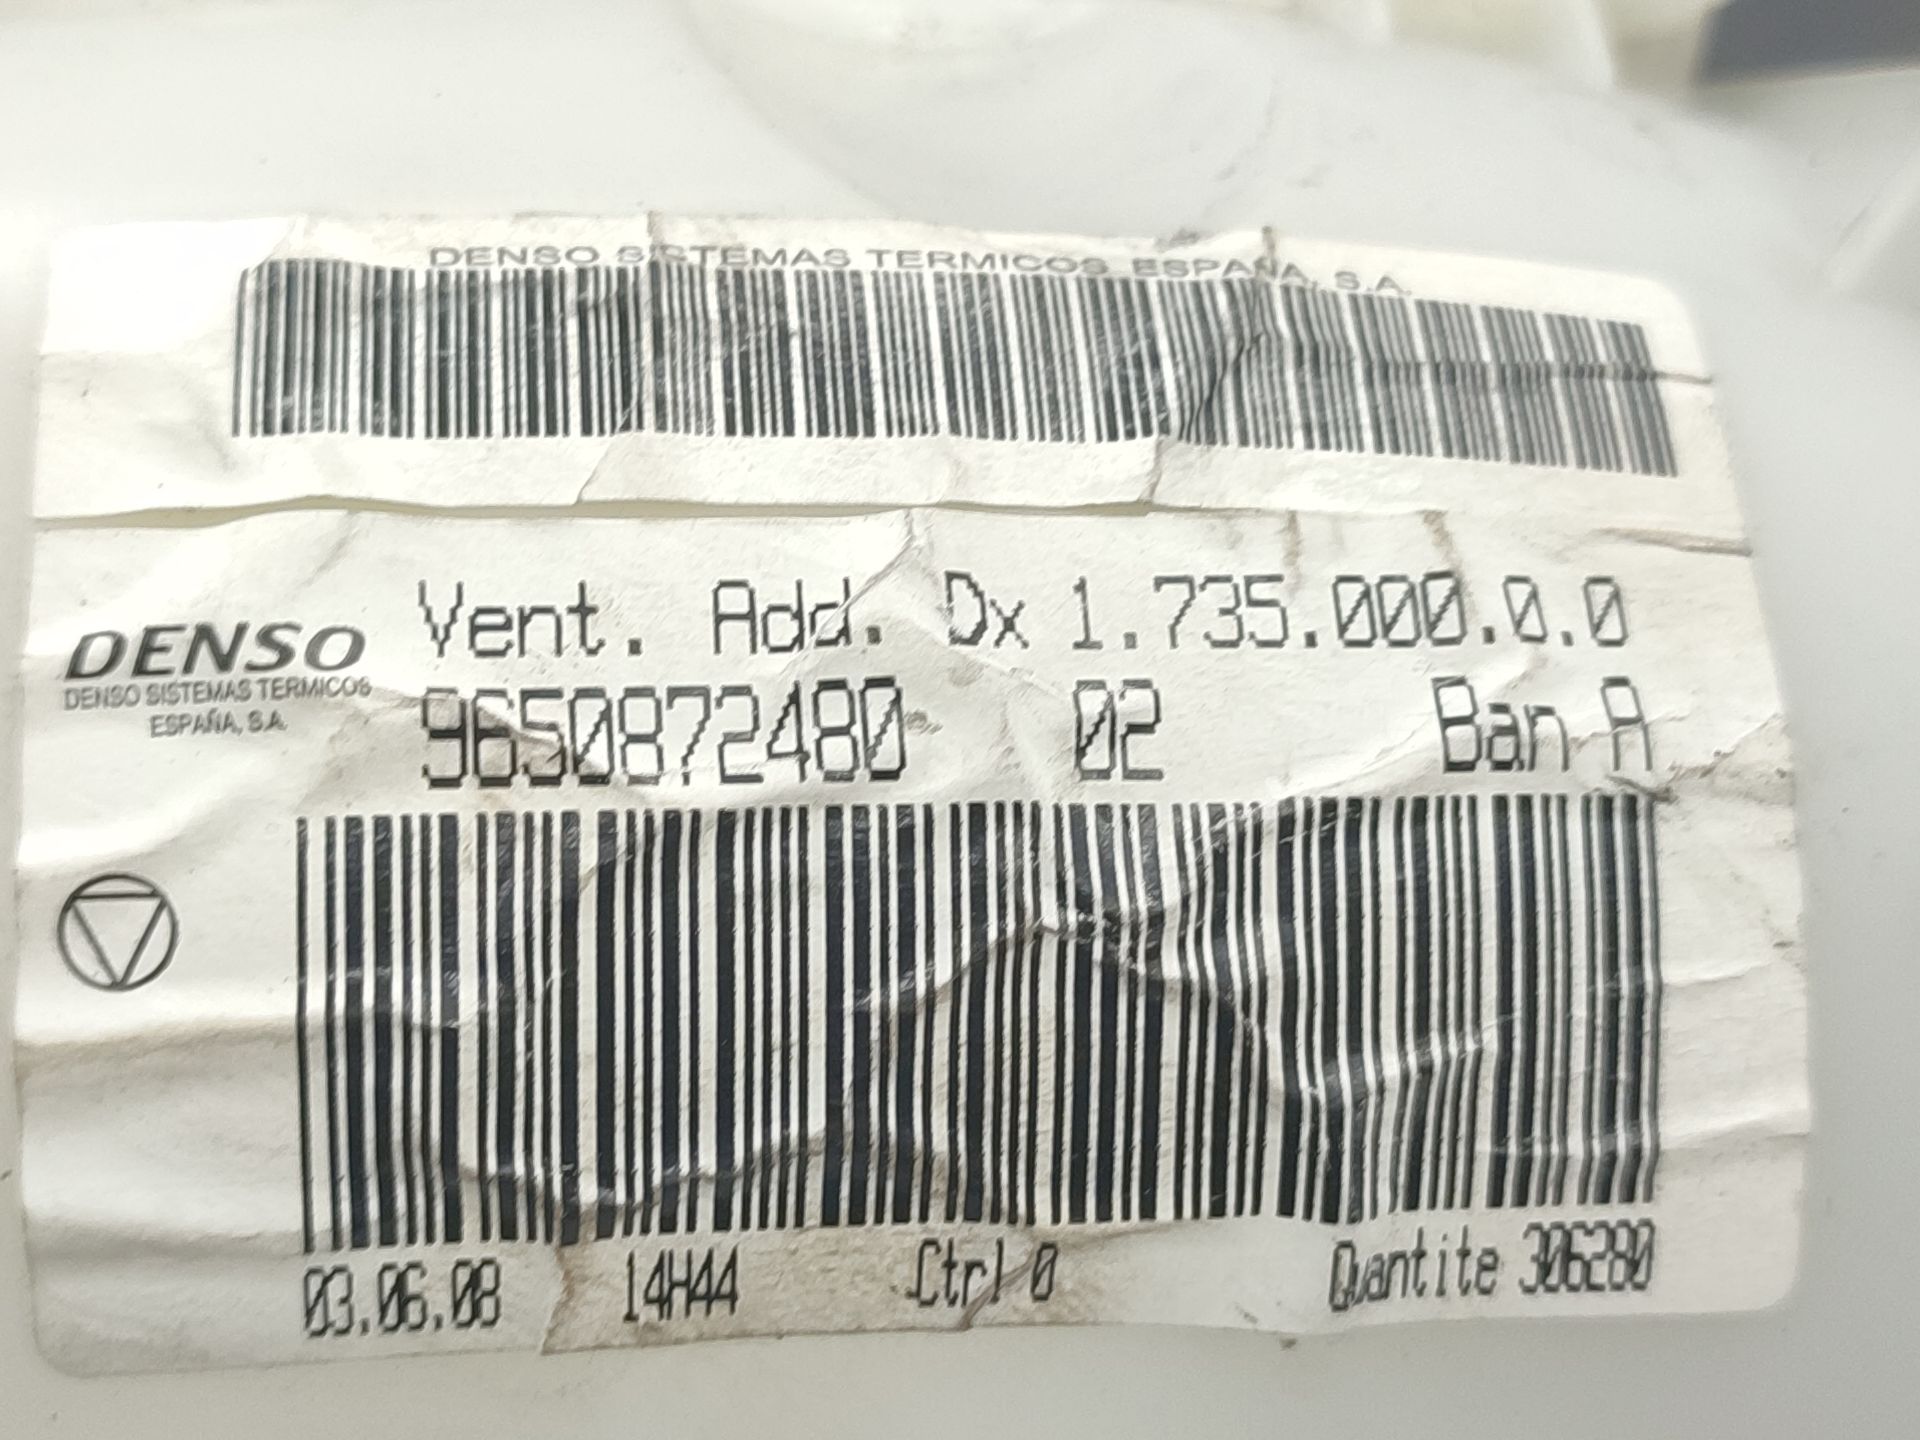 DENSO SISTEMAS TERMICOS ESPAÑA, S.A.
Vent. Add. Dx 1.735.000.0.0
DENSO
DENSO SISTEMAS TERMICOS
ESPAÑA, S.A.
9650872480 02 Ban A
03.06.08 14H44 Ctrl 0 Quantite 306280